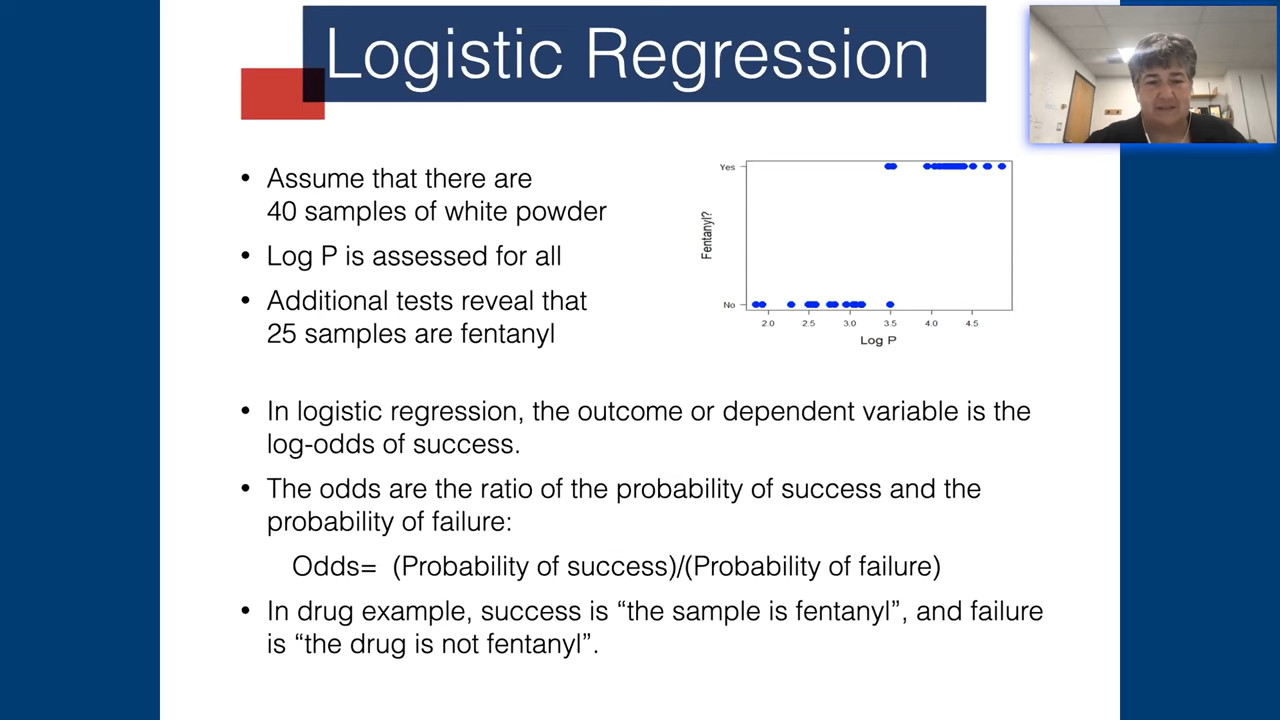 Logistic Regression
• Assume that there are
40 samples of white powder
• Log P is assessed for all
• Additional tests reveal that
25 samples are fentanyl
Yes
Fentanyl?
No
2.0 2.5 3.0 3.5 4.0 4.5
Log P
• In logistic regression, the outcome or dependent variable is the
log-odds of success.
• The odds are the ratio of the probability of success and the
probability of failure:
Odds= (Probability of success)/(Probability of failure)
• In drug example, success is “the sample is fentanyl”, and failure
is “the drug is not fentanyl”.